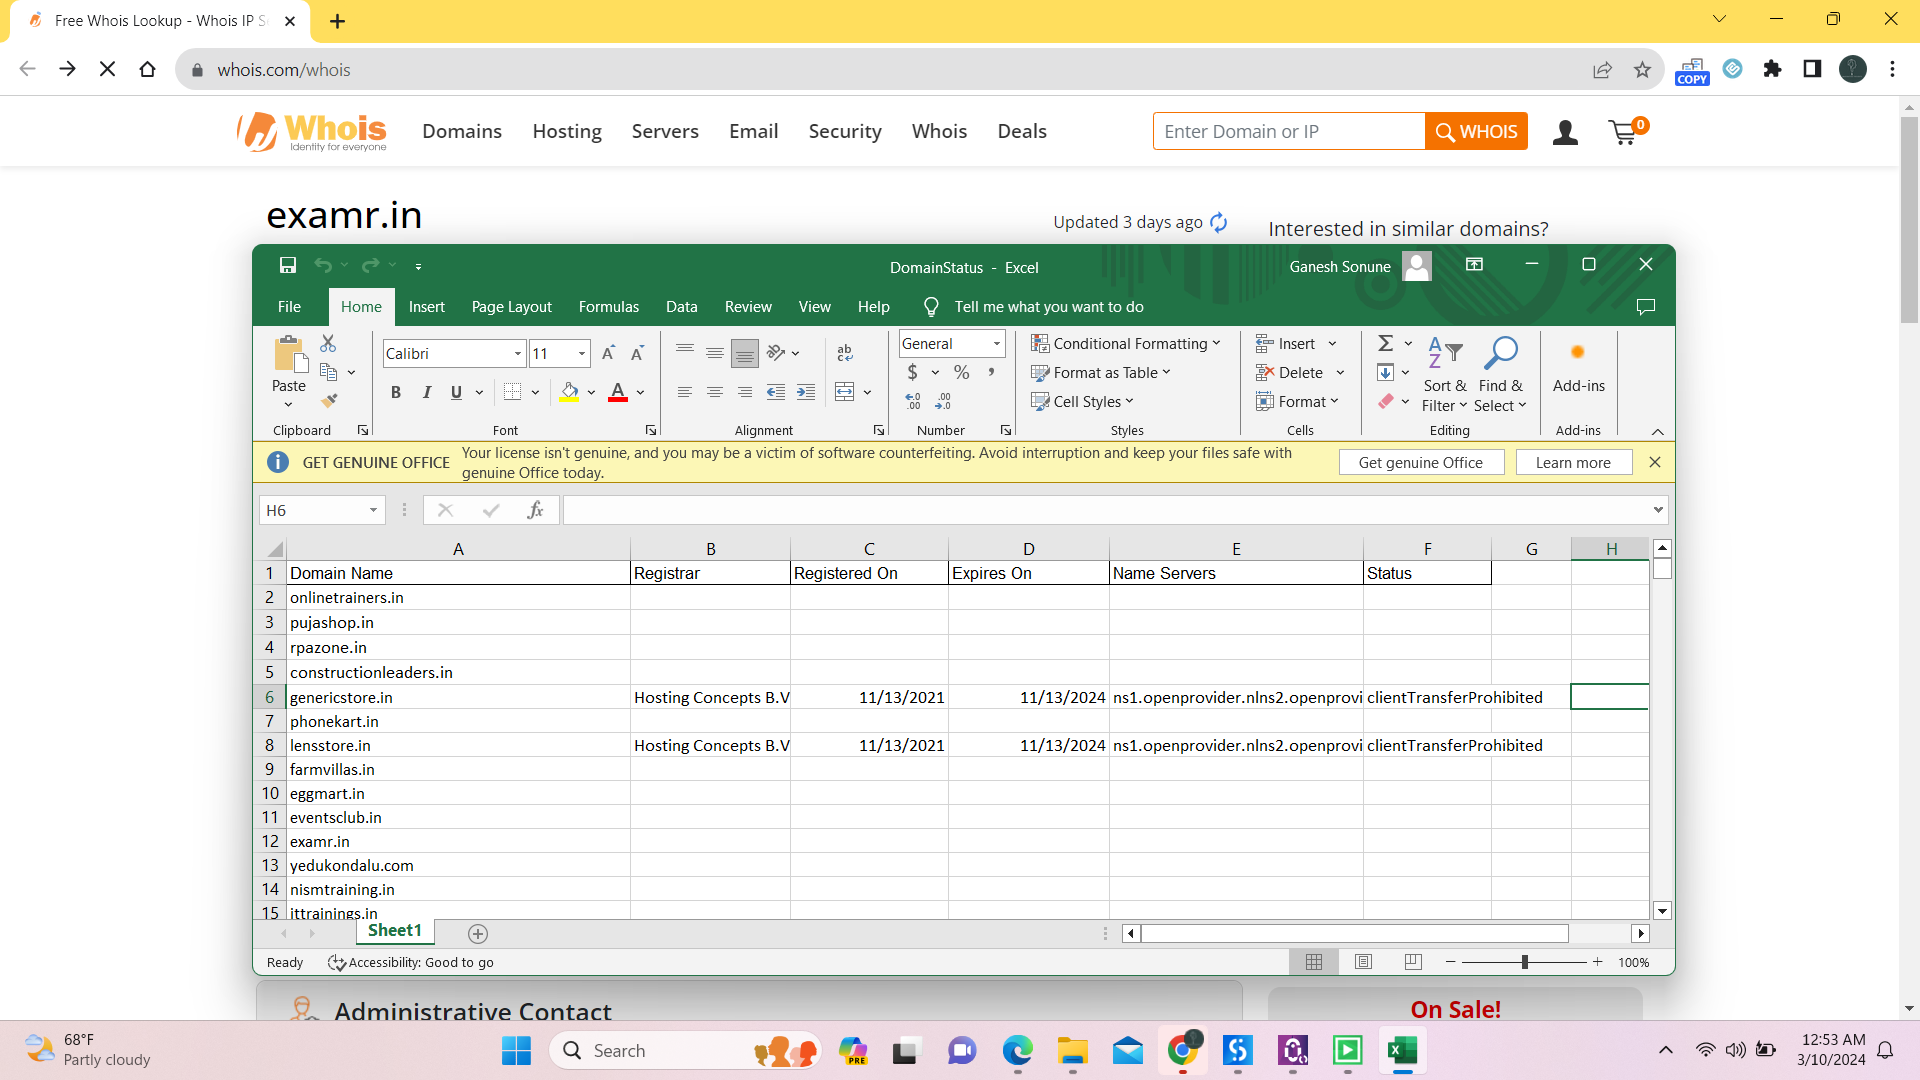 Free Whois Lookup - Whois IP S
whois.com/whois
COPY
Whois
Identity for everyone
Domains Hosting Servers Email Security Whois Deals
Enter Domain or IP
WHOIS
0
examr.in
Updated 3 days ago
Interested in similar domains?
DomainStatus - Excel
Ganesh Sonune
File Home Insert Page Layout Formulas Data Review View Help Tell me what you want to do
Paste
Calibri 11
B I U A
General
$ % ,
Conditional Formatting
Format as Table
Cell Styles
Insert
Delete
Format
Sort & Filter
Find & Select
Add-ins
Clipboard Font Alignment Number Styles Cells Editing Add-ins
GET GENUINE OFFICE Your license isn't genuine, and you may be a victim of software counterfeiting. Avoid interruption and keep your files safe with
genuine Office today.
Get genuine Office Learn more
H6 fx
A B C D E F G H
1 Domain Name Registrar Registered On Expires On Name Servers Status
2 onlinetrainers.in
3 pujashop.in
4 rpazone.in
5 constructionleaders.in
6 genericstore.in Hosting Concepts B.V 11/13/2021 11/13/2024 ns1.openprovider.nlns2.openprovi clientTransferProhibited
7 phonekart.in
8 lensstore.in Hosting Concepts B.V 11/13/2021 11/13/2024 ns1.openprovider.nlns2.openprovi clientTransferProhibited
9 farmvillas.in
10 eggmart.in
11 eventsclub.in
12 examr.in
13 yedukondalu.com
14 nismtraining.in
15 ittrainings.in
Sheet1
Ready Accessibility: Good to go 100%
Administrative Contact
On Sale!
68°F
Partly cloudy
Search
PRE
12:53 AM
3/10/2024